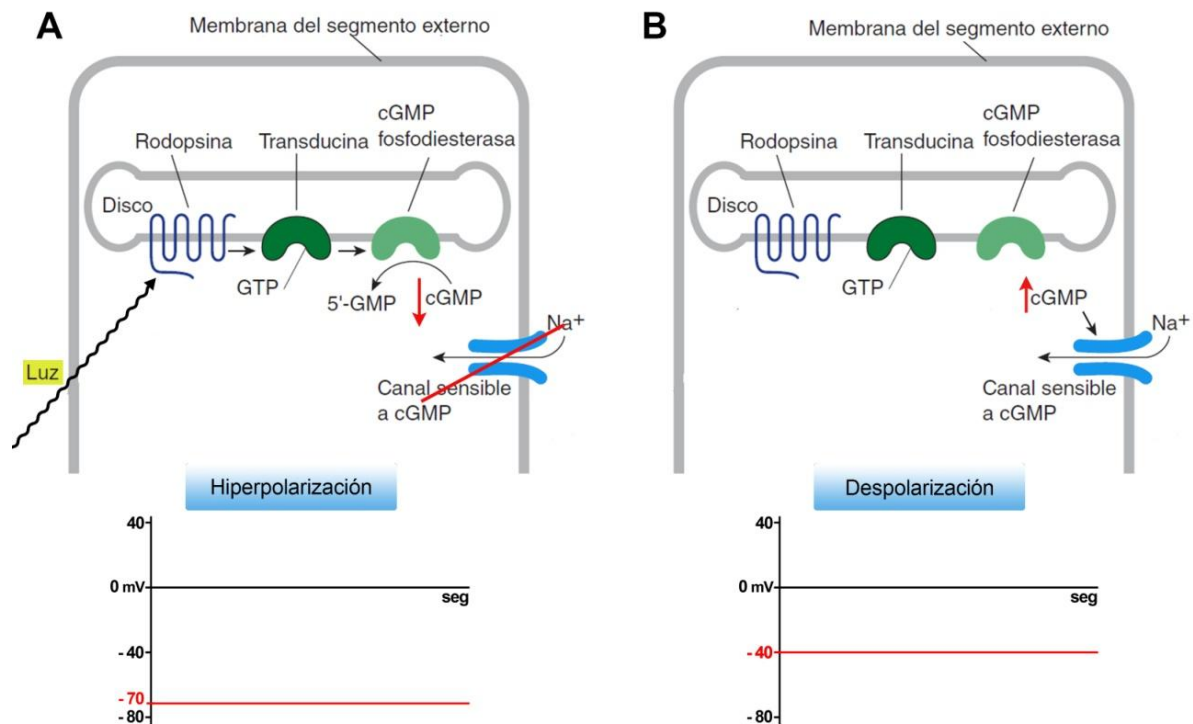 A
Membrana del segmento externo
Rodopsina
Transducina
cGMP
fosfodiesterasa
Disco
GTP
5'-GMP
cGMP
Na+
Luz
Canal sensible
a cGMP
Hiperpolarización
40
0 mV
seg
- 40
- 70
- 80
B
Membrana del segmento externo
Rodopsina
Transducina
cGMP
fosfodiesterasa
Disco
GTP
cGMP
Na+
Canal sensible
a cGMP
Despolarización
40
0 mV
seg
- 40
- 80